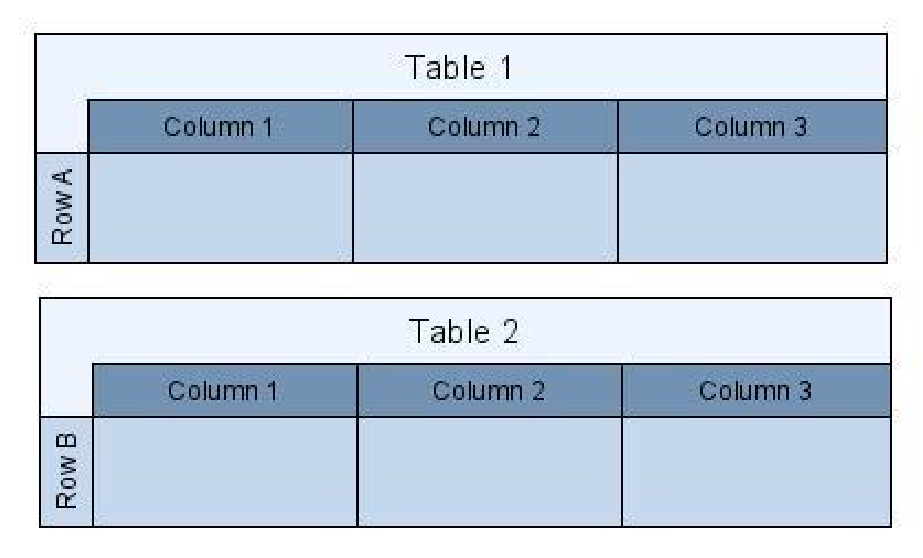 Table 1
Column 1 Column 2 Column 3
Row A
Table 2
Column 1 Column 2 Column 3
Row B